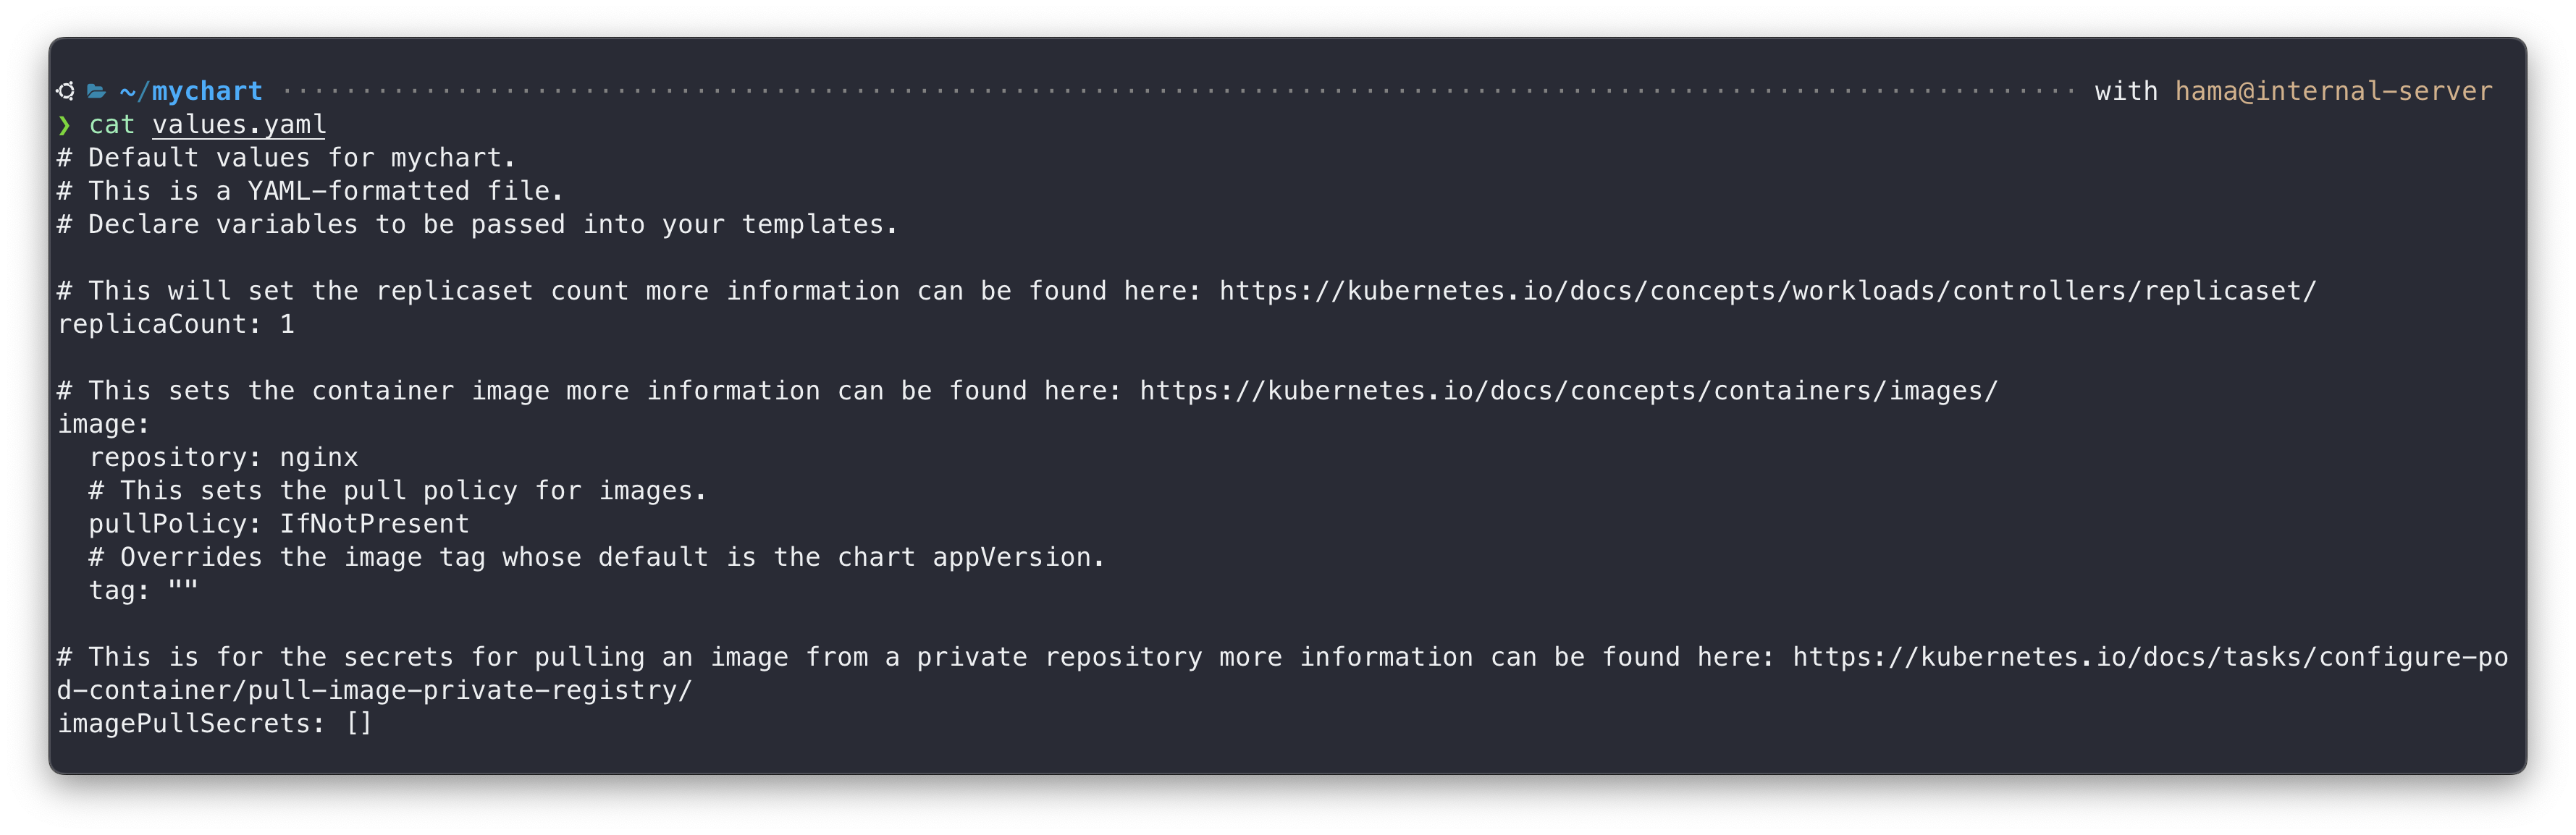 ~/mychart with hama@internal-server
❯ cat values.yaml
# Default values for mychart.
# This is a YAML-formatted file.
# Declare variables to be passed into your templates.

# This will set the replicaset count more information can be found here: https://kubernetes.io/docs/concepts/workloads/controllers/replicaset/
replicaCount: 1

# This sets the container image more information can be found here: https://kubernetes.io/docs/concepts/containers/images/
image:
  repository: nginx
  # This sets the pull policy for images.
  pullPolicy: IfNotPresent
  # Overrides the image tag whose default is the chart appVersion.
  tag: ""

# This is for the secrets for pulling an image from a private repository more information can be found here: https://kubernetes.io/docs/tasks/configure-po
d-container/pull-image-private-registry/
imagePullSecrets: []